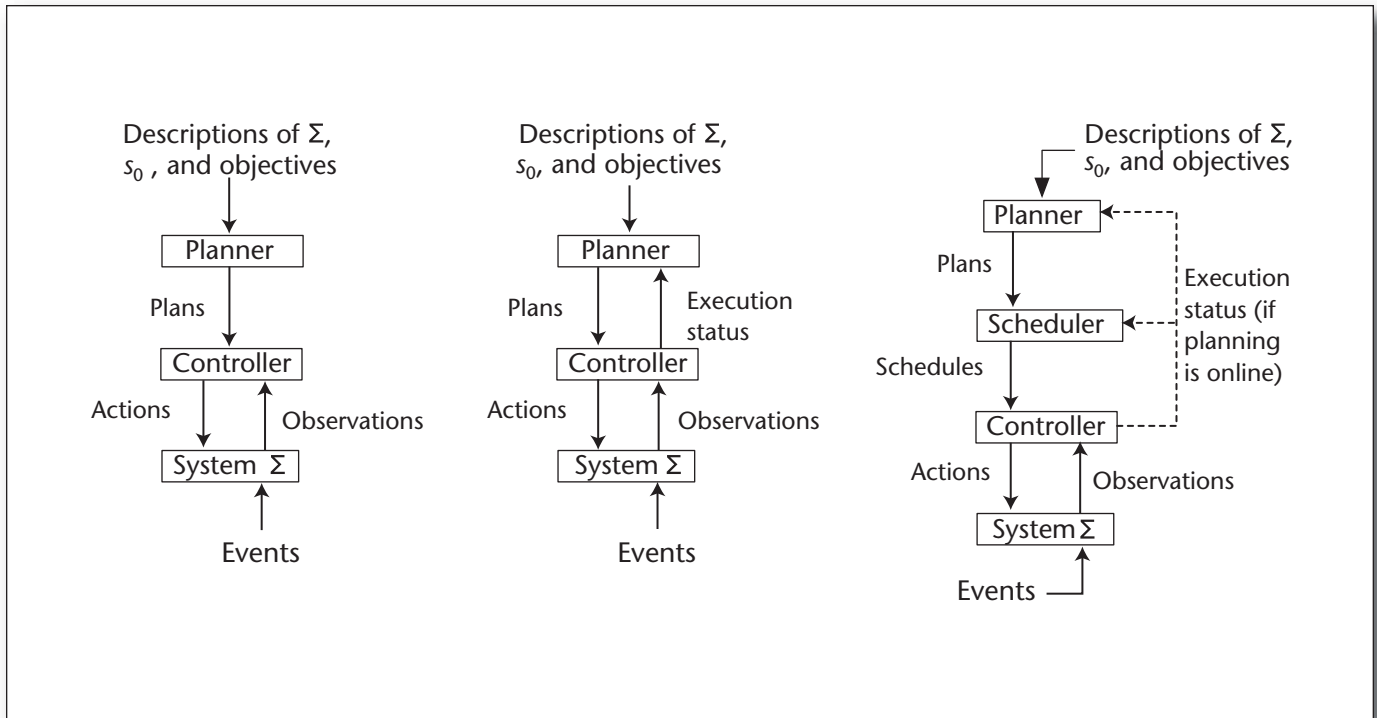 Descriptions of Σ,
s0 , and objectives
Planner
Plans
Controller
Actions
Observations
System Σ
Events
Descriptions of Σ,
s0, and objectives
Planner
Plans
Execution
status
Controller
Actions
Observations
System Σ
Events
Descriptions of Σ,
s0, and objectives
Planner
Plans
Execution
status (if
planning
is online)
Scheduler
Schedules
Controller
Actions
Observations
System Σ
Events